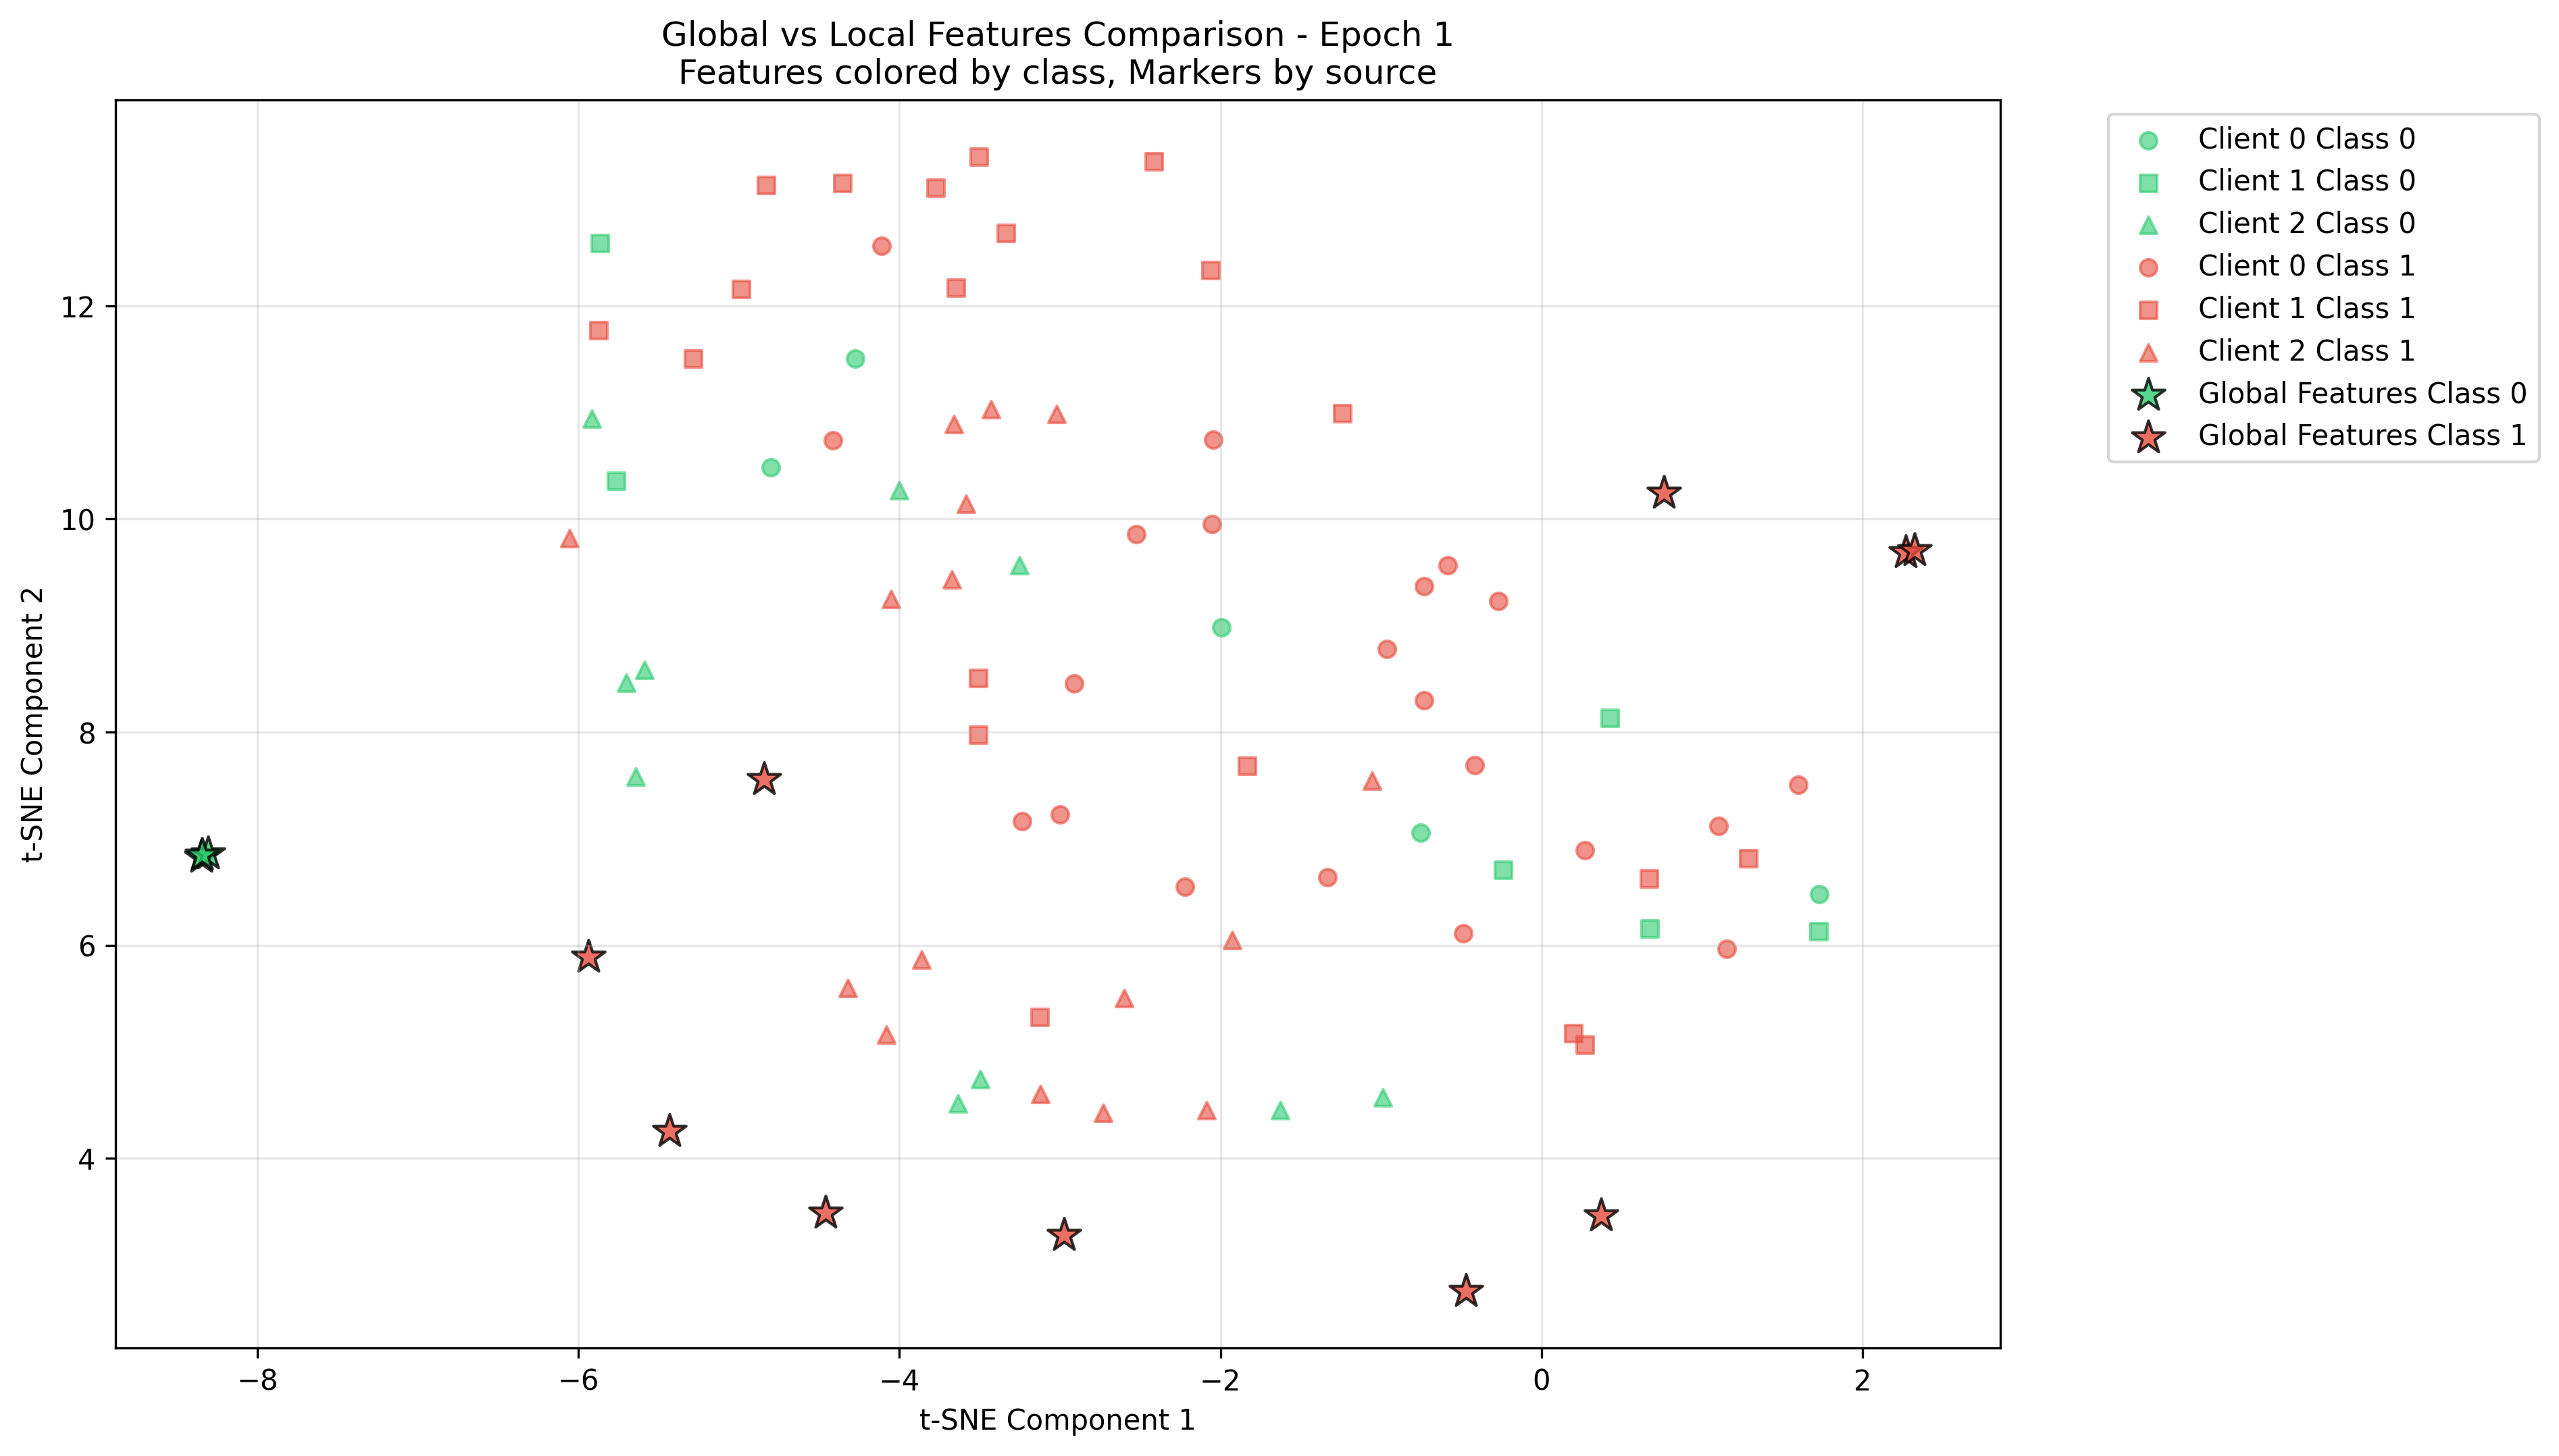 Global vs Local Features Comparison - Epoch 1
Features colored by class, Markers by source
Client 0 Class 0
Client 1 Class 0
Client 2 Class 0
Client 0 Class 1
Client 1 Class 1
Client 2 Class 1
Global Features Class 0
Global Features Class 1
t-SNE Component 2
12
10
8
6
4
−8
−6
−4
−2
0
2
t-SNE Component 1